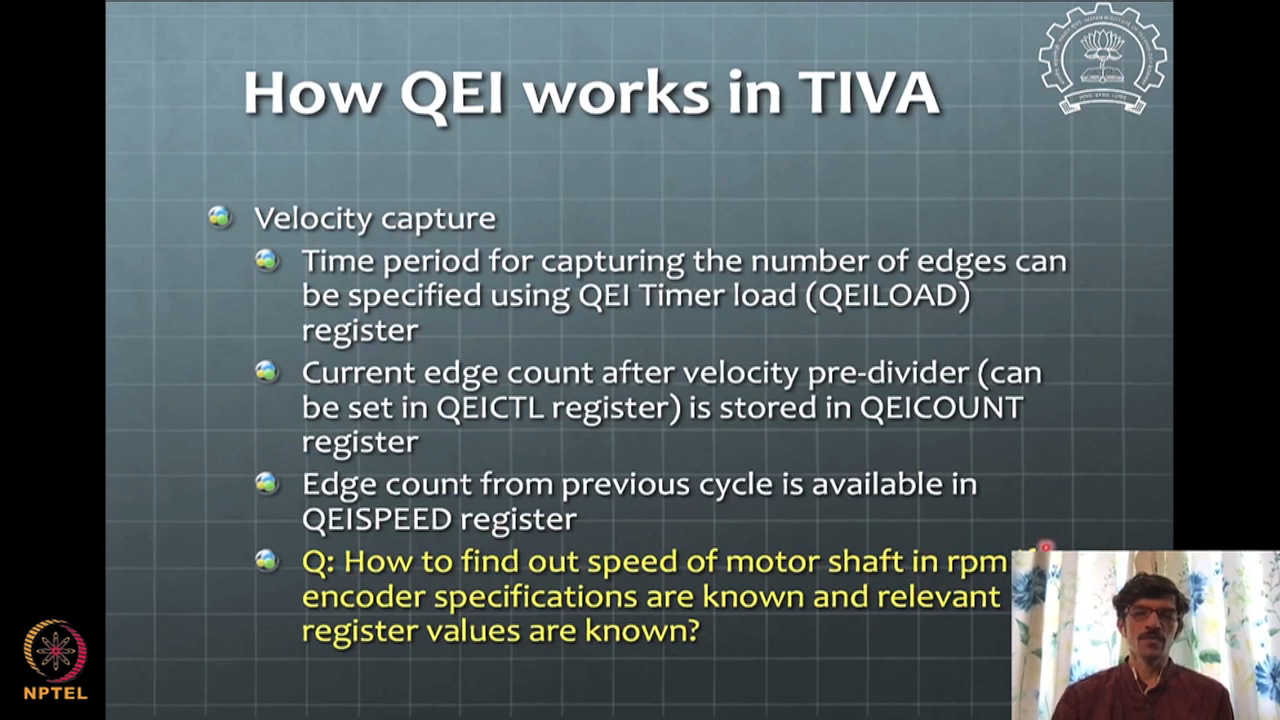 How QEI works in TIVA
Velocity capture
Time period for capturing the number of edges can
be specified using QEI Timer load (QEILOAD)
register
Current edge count after velocity pre-divider (can
be set in QEICTL register) is stored in QEICOUNT
register
Edge count from previous cycle is available in
QEISPEED register
Q: How to find out speed of motor shaft in rpm
encoder specifications are known and relevant
register values are known?
NPTEL